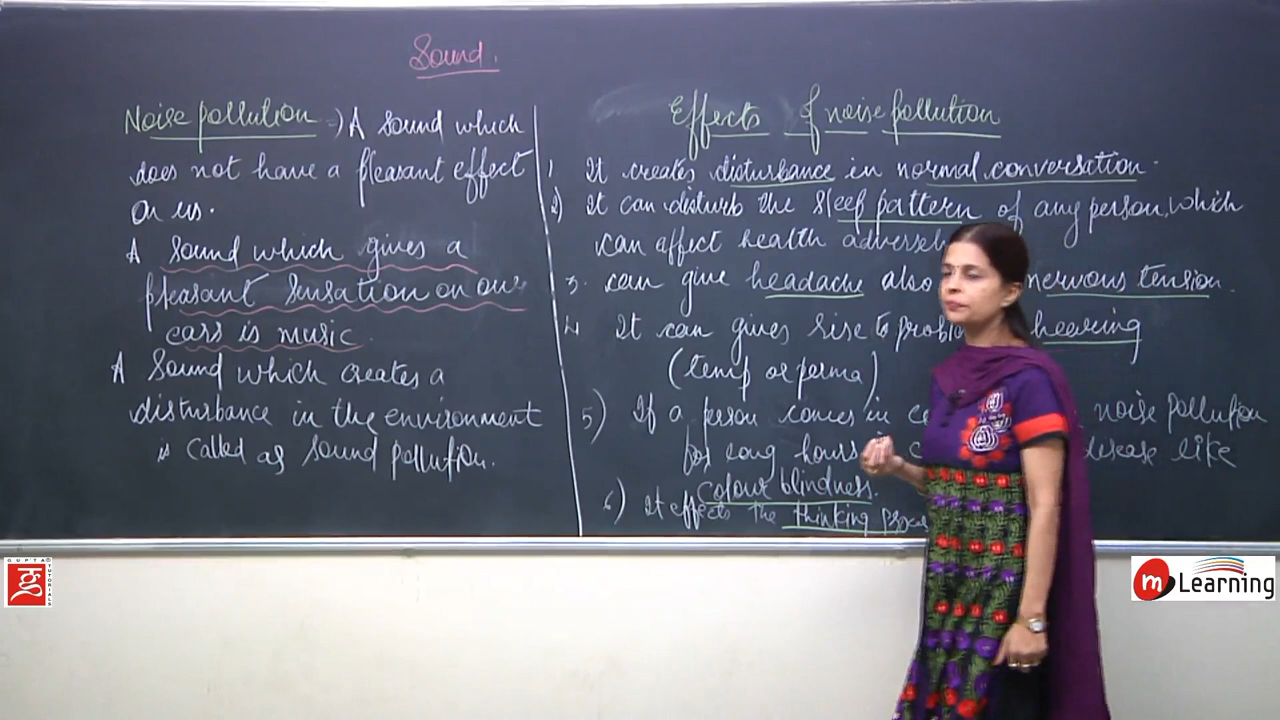 Sound.
Noise pollution → A sound which
does not have a pleasant effect
on us.
A sound which gives a
pleasant sensation on our
ears is music.
A sound which creates a
disturbance in the environment
is called as sound pollution.
Effects of noise pollution
1 It creates disturbance in normal conversation.
2) It can disturb the sleep pattern of any person, which
can affect health
3. can give headache also nervous tension.
4 It can gives rise to hearing
(temp or perma)
5) If a person comes in noise pollution
for long hours disease like
colour blindness.
6) It effects the thinking
GUPTA TUTORIALS
m Learning